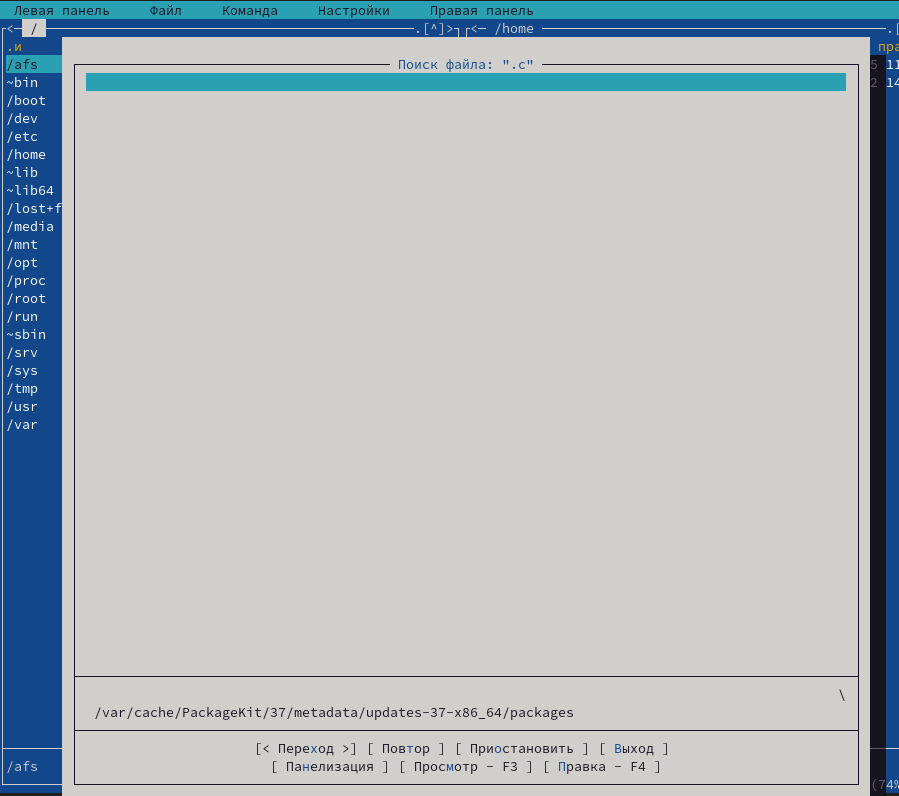 Левая панель Файл Команда Настройки Правая панель
<─ / .[^]> <─ /home .[
.и пра
/afs 5 11
Поиск файла: ".c"
~bin 2 14
/boot
/dev
/etc
/home
~lib
~lib64
/lost+f
/media
/mnt
/opt
/proc
/root
/run
~sbin
/srv
/sys
/tmp
/usr
/var
\
/var/cache/PackageKit/37/metadata/updates-37-x86_64/packages
[< Переход >] [ Повтор ] [ Приостановить ] [ Выход ]
/afs [ Панелизация ] [ Просмотр - F3 ] [ Правка - F4 ]
(74%